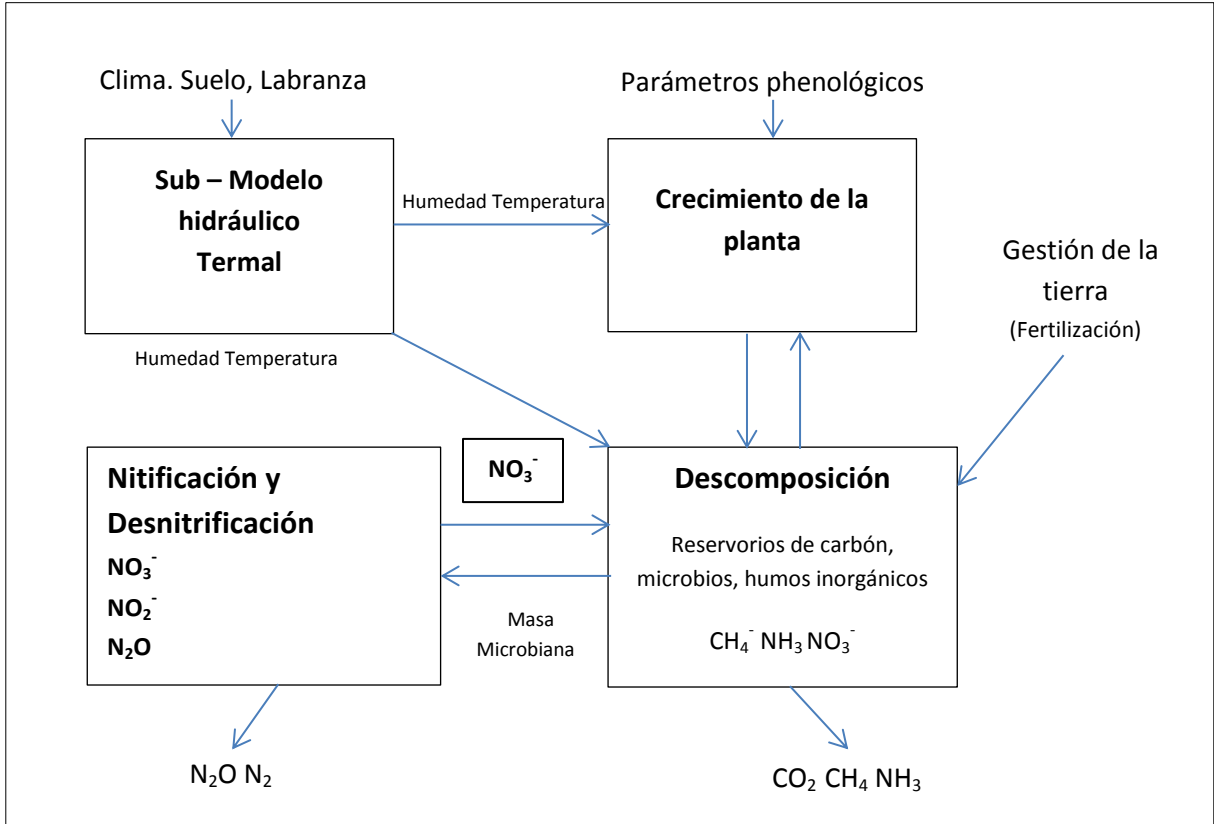 Clima. Suelo, Labranza
Parámetros phenológicos
Sub – Modelo
hidráulico
Termal
Humedad Temperatura
Crecimiento de la
planta
Gestión de la
tierra
(Fertilización)
Humedad Temperatura
Nitificación y
Desnitrificación
NO₃⁻
NO₂⁻
N₂O
NO₃⁻
Masa
Microbiana
Descomposición
Reservorios de carbón,
microbios, humos inorgánicos
CH₄⁻ NH₃ NO₃⁻
N₂O N₂
CO₂ CH₄ NH₃